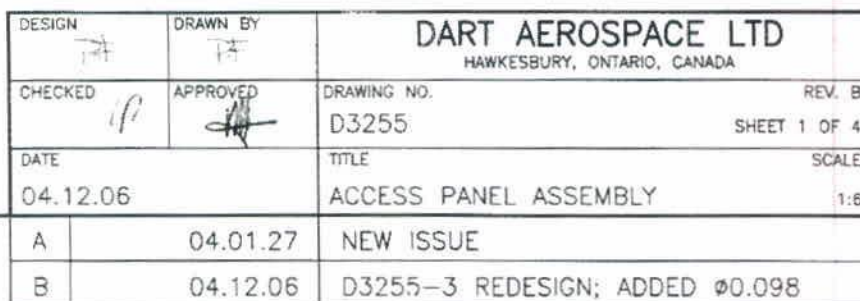 DESIGN
DRAWN BY
DART AEROSPACE LTD
HAWKESBURY, ONTARIO, CANADA
CHECKED
APPROVED
DRAWING NO.
REV. B
D3255
SHEET 1 OF 4
DATE
TITLE
SCALE
04.12.06
ACCESS PANEL ASSEMBLY
1:6
A
04.01.27
NEW ISSUE
B
04.12.06
D3255-3 REDESIGN; ADDED ø0.098